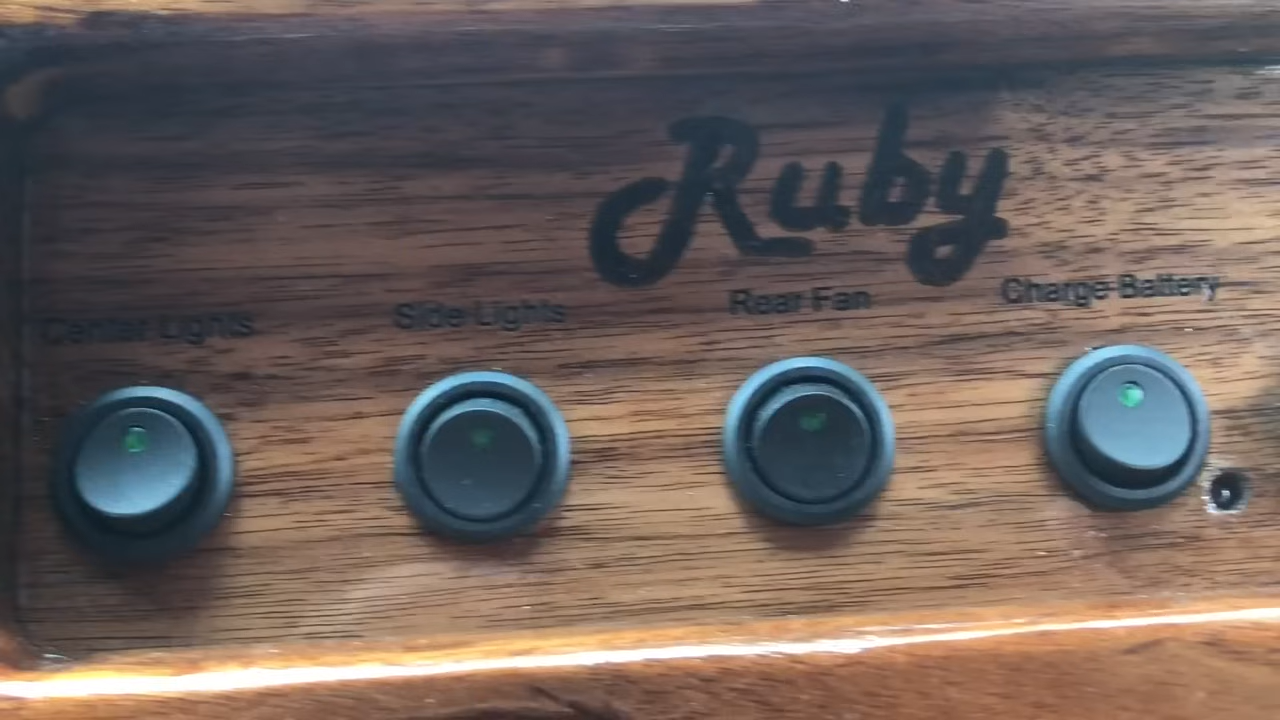 Ruby
Center Lights
Side Lights
Rear Fan
Charge Battery